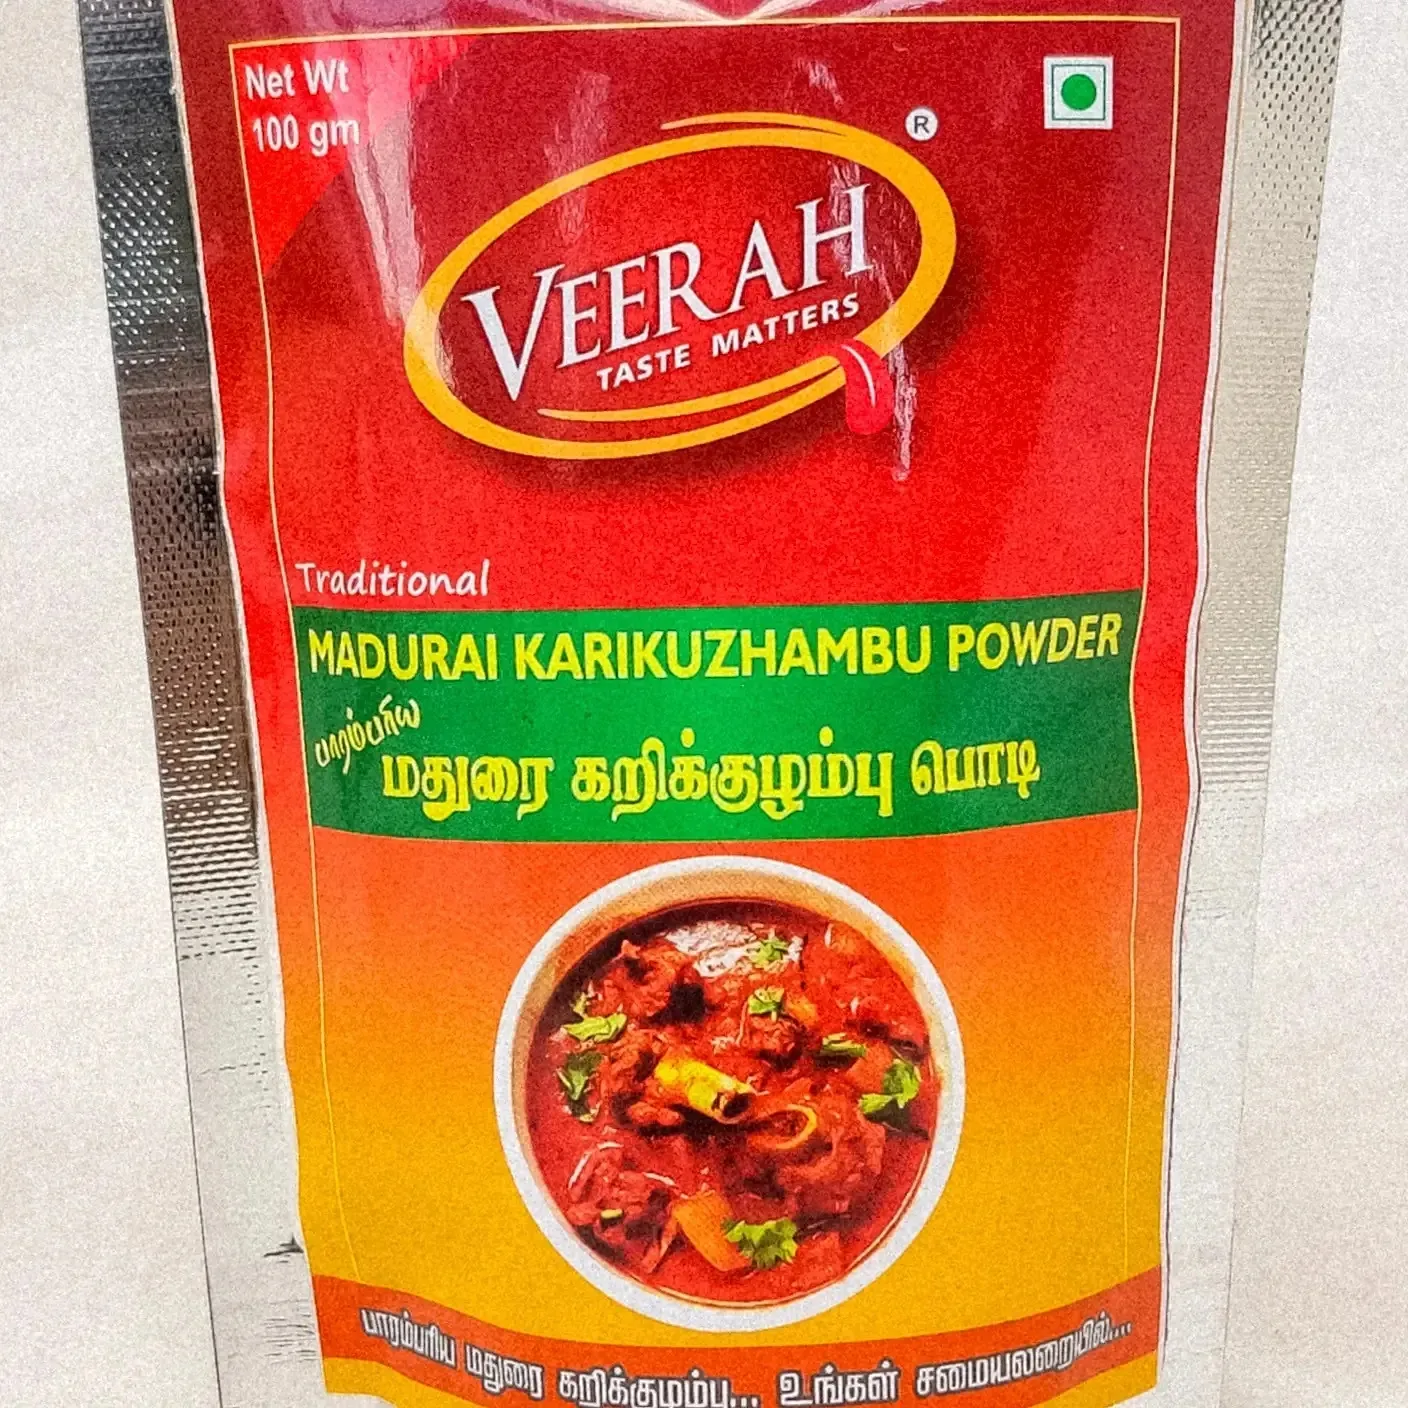 Net Wt
100 gm
®
VEERAH
TASTE MATTERS
Traditional
MADURAI KARIKUZHAMBU POWDER
பாரம்பரிய
மதுரை கறிக்குழம்பு பொடி
பாரம்பரிய மதுரை கறிக்குழம்பு... உங்கள் சமையலறையில்....